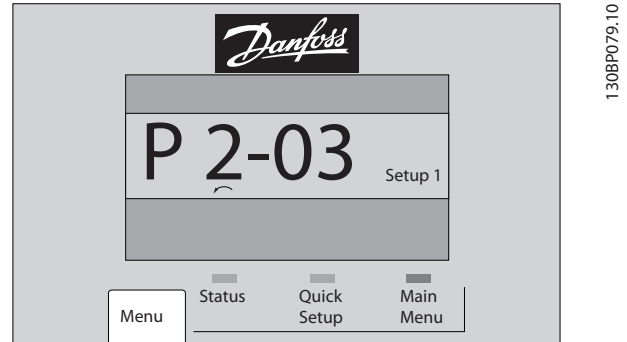 Danfoss
P 2-03
Setup 1
Menu
Status
Quick
Setup
Main
Menu
130BP079.10